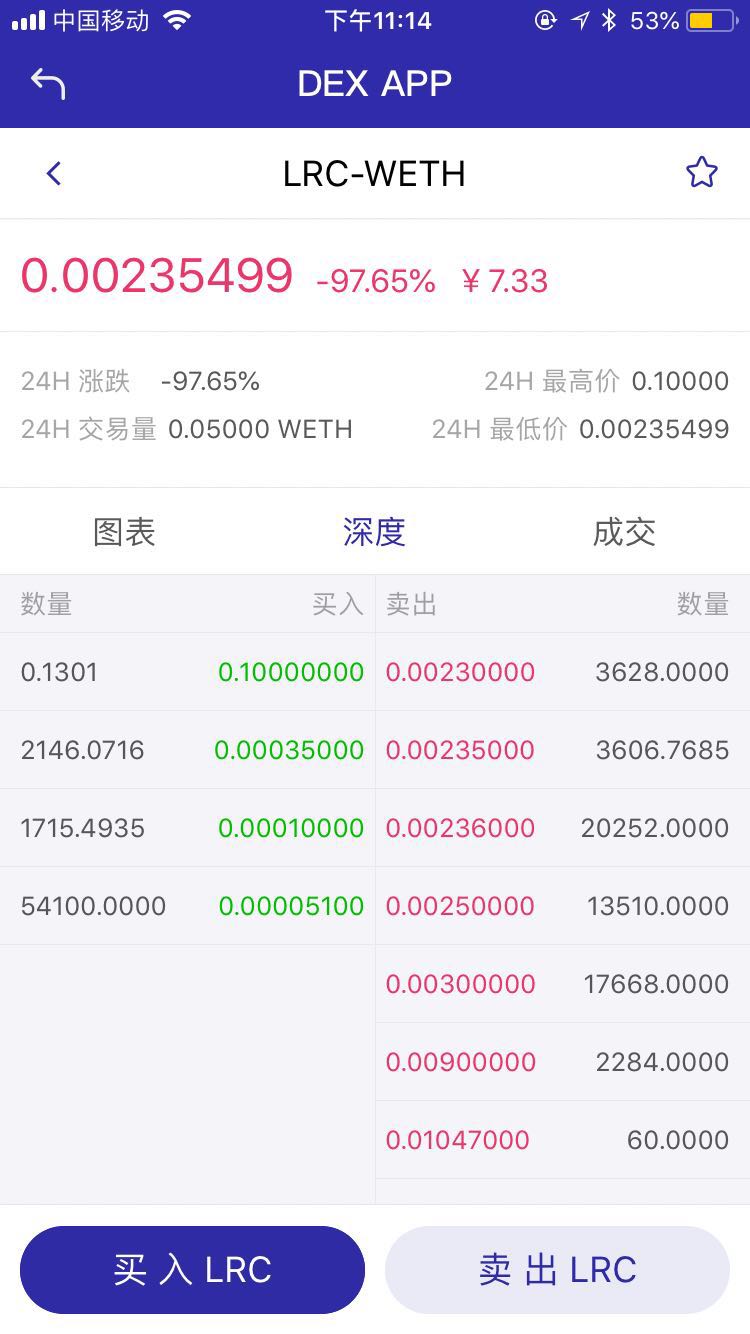 中国移动 下午11:14 53%
DEX APP
LRC-WETH
0.00235499 -97.65% ¥ 7.33
24H 涨跌 -97.65% 24H 最高价 0.10000
24H 交易量 0.05000 WETH 24H 最低价 0.00235499
图表 深度 成交
数量 买入 卖出 数量
0.1301 0.10000000 0.00230000 3628.0000
2146.0716 0.00035000 0.00235000 3606.7685
1715.4935 0.00010000 0.00236000 20252.0000
54100.0000 0.00005100 0.00250000 13510.0000
0.00300000 17668.0000
0.00900000 2284.0000
0.01047000 60.0000
买 入 LRC 卖 出 LRC